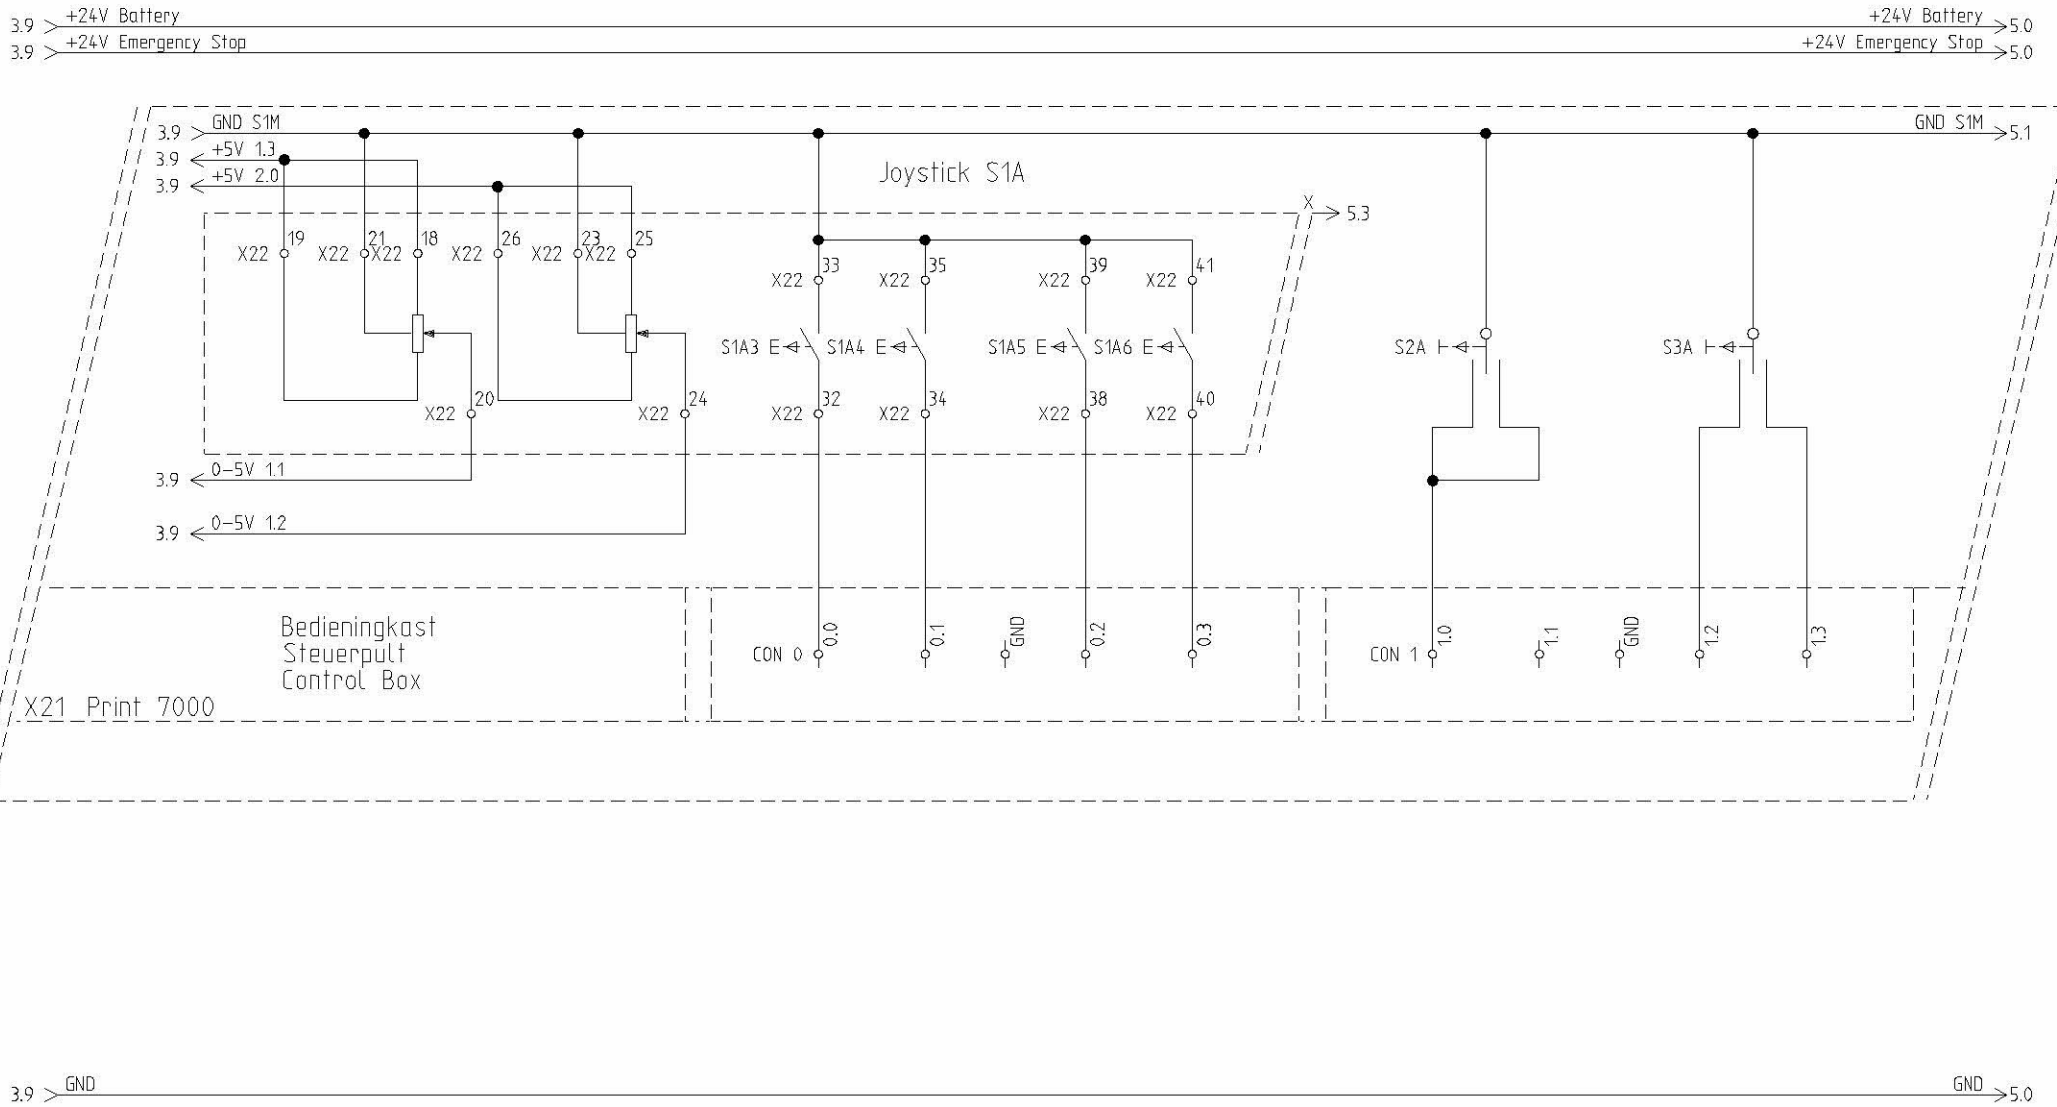 3.9 +24V Battery +24V Battery 5.0
3.9 +24V Emergency Stop +24V Emergency Stop 5.0
3.9 GND S1M GND S1M 5.1
3.9 +5V 1.3
3.9 +5V 2.0
Joystick S1A
X 5.3
19 21 18 26 23 25
X22 X22 X22 X22 X22 X22
33 35 39 41
X22 X22 X22 X22
S1A3 S1A4 S1A5 S1A6 S2A S3A
20 24 32 34 38 40
X22 X22 X22 X22 X22 X22
3.9 0-5V 1.1
3.9 0-5V 1.2
Bedieningkast
Steuerpult
Control Box
CON 0 0.0 0.1 GND 0.2 0.3
CON 1 1.0 1.1 GND 1.2 1.3
X21 Print 7000
3.9 GND GND 5.0